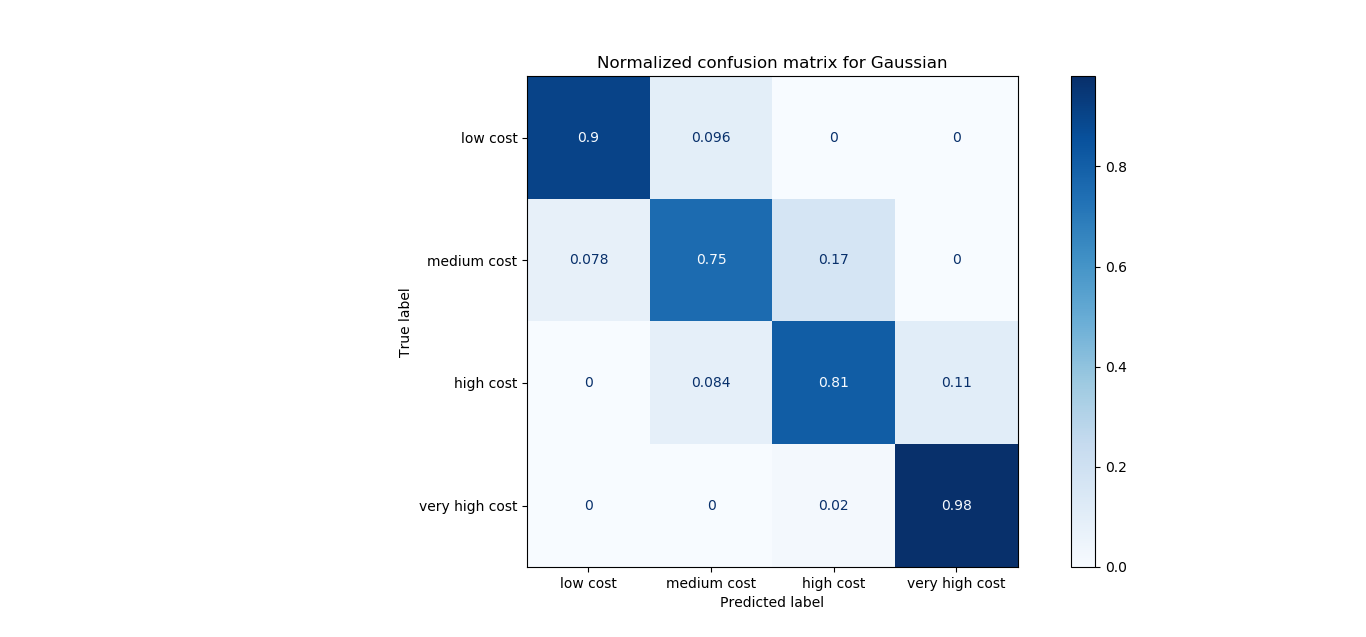 Normalized confusion matrix for Gaussian
low cost 0.9 0.096 0 0
0.8
medium cost 0.078 0.75 0.17 0
0.6
True label
0.4
high cost 0 0.084 0.81 0.11
0.2
very high cost 0 0 0.02 0.98
0.0
low cost medium cost high cost very high cost
Predicted label